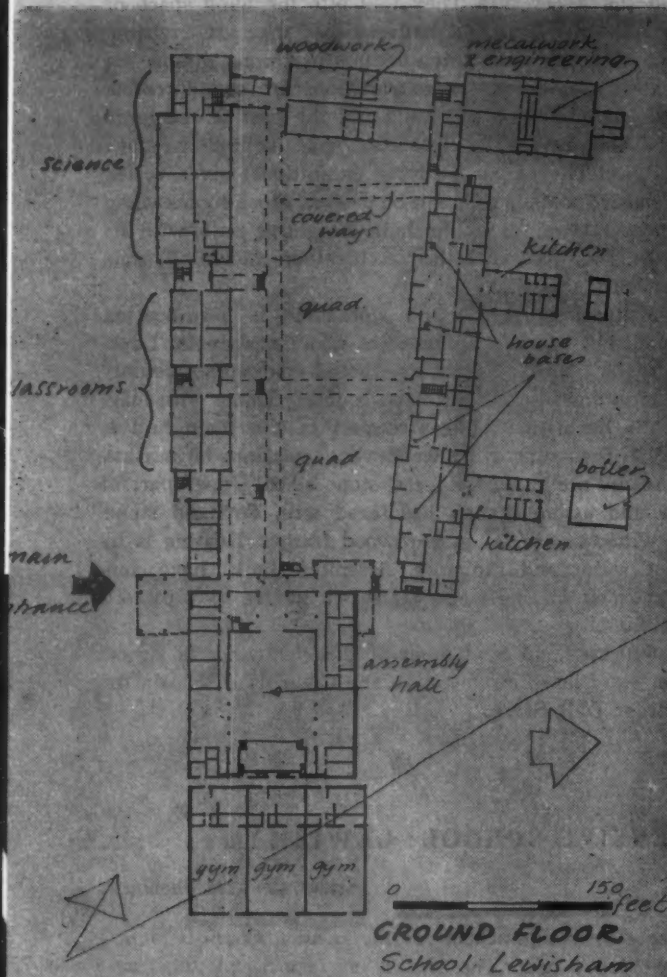 woodwork
metalwork
& engineering
science
covered
ways
kitchen
quad
house
bases
lassrooms
quad
boiler
kitchen
main
ntrance
assembly
hall
gym gym gym
0 150 feet
GROUND FLOOR
School: Lewisham